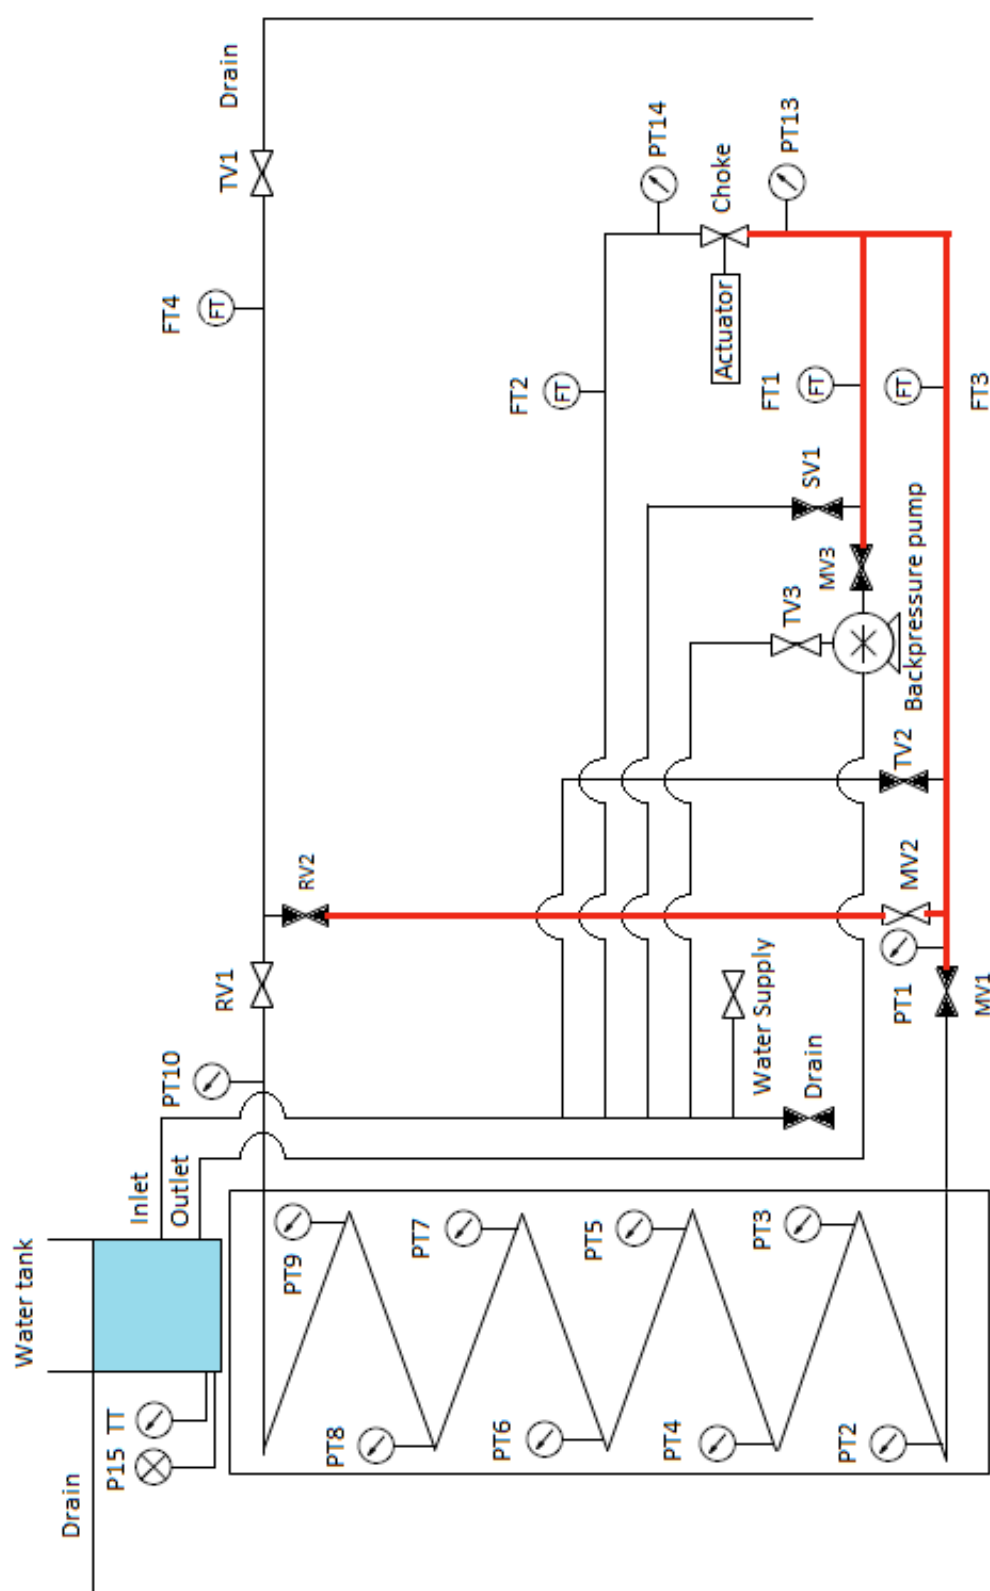 Drain
TV1
FT4
FT
PT14
Choke
PT13
Actuator
FT2
FT
FT1
FT
FT
FT3
SV1
MV3
TV3
Backpressure pump
TV2
RV2
MV2
RV1
PT1
MV1
Water Supply
Drain
PT10
Inlet
Outlet
Water tank
PT9
PT7
PT5
PT3
TT
P15
PT8
PT6
PT4
PT2
Drain